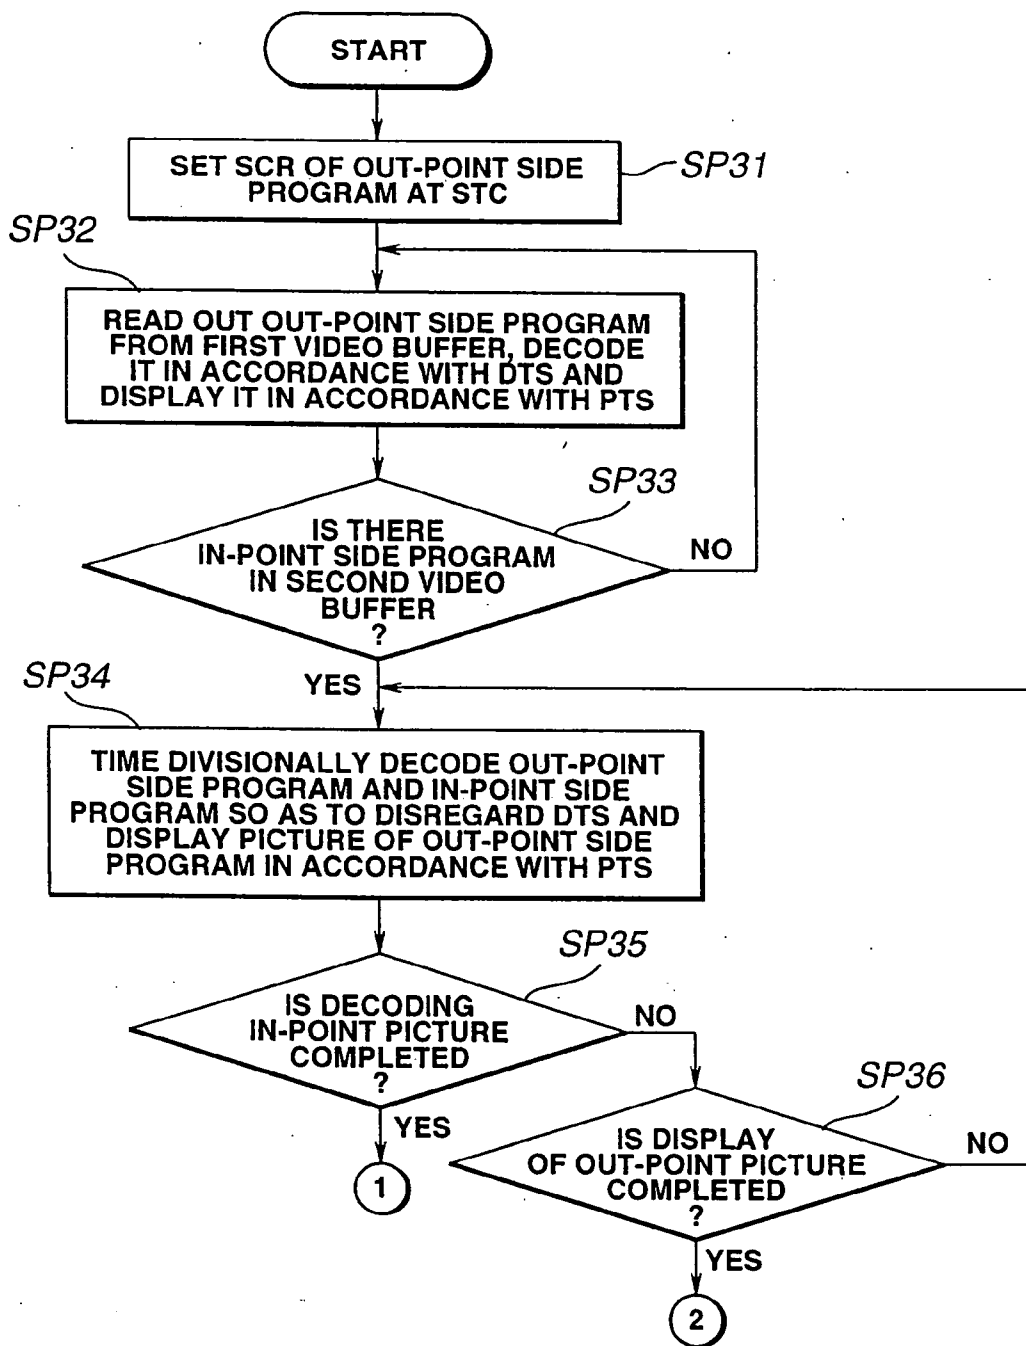 START
SET SCR OF OUT-POINT SIDE
PROGRAM AT STC
SP31
SP32
READ OUT OUT-POINT SIDE PROGRAM
FROM FIRST VIDEO BUFFER, DECODE
IT IN ACCORDANCE WITH DTS AND
DISPLAY IT IN ACCORDANCE WITH PTS
SP33
IS THERE
IN-POINT SIDE PROGRAM
IN SECOND VIDEO
BUFFER
?
NO
YES
SP34
TIME DIVISIONALLY DECODE OUT-POINT
SIDE PROGRAM AND IN-POINT SIDE
PROGRAM SO AS TO DISREGARD DTS AND
DISPLAY PICTURE OF OUT-POINT SIDE
PROGRAM IN ACCORDANCE WITH PTS
SP35
IS DECODING
IN-POINT PICTURE
COMPLETED
?
NO
YES
1
SP36
IS DISPLAY
OF OUT-POINT PICTURE
COMPLETED
?
NO
YES
2